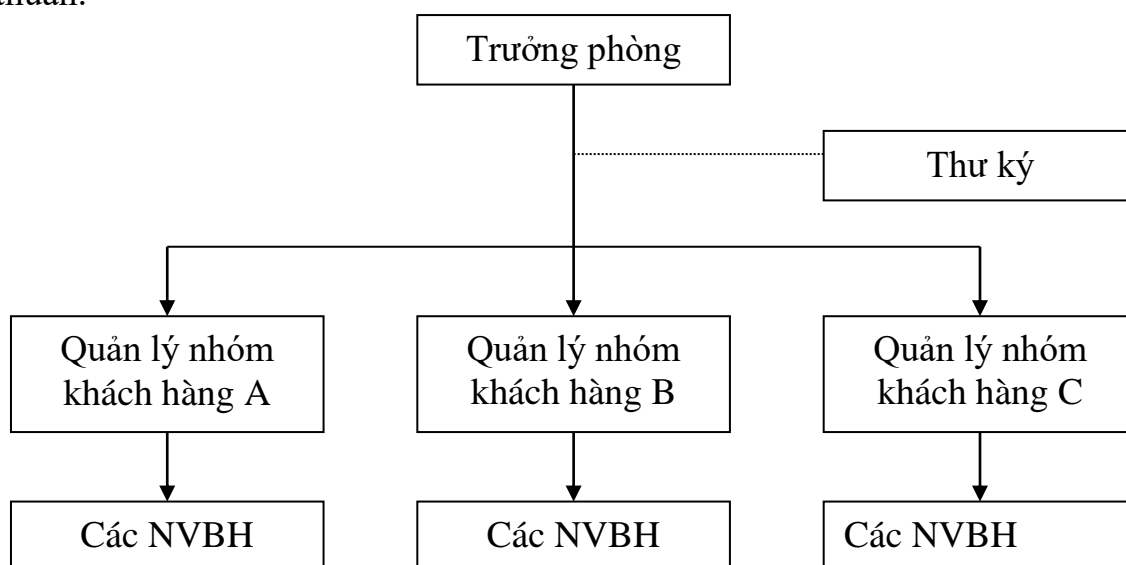 Trưởng phòng
Thư ký
Quản lý nhóm
khách hàng A
Quản lý nhóm
khách hàng B
Quản lý nhóm
khách hàng C
Các NVBH
Các NVBH
Các NVBH